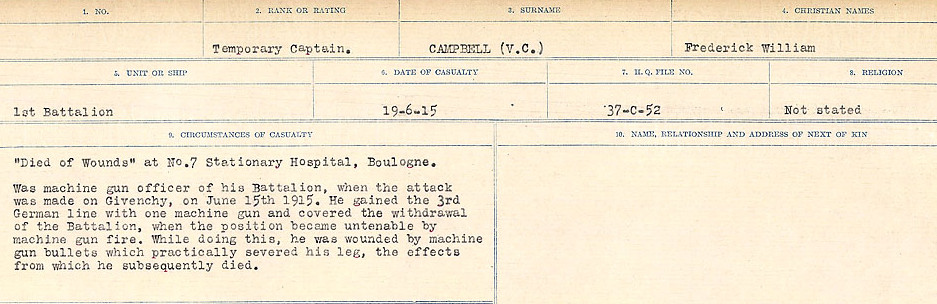 1. NO. 2. RANK OR RATING 3. SURNAME 4. CHRISTIAN NAMES
Temporary Captain. CAMPBELL (V.C.) Frederick William
5. UNIT OR SHIP 6. DATE OF CASUALTY 7. H.Q. FILE NO. 8. RELIGION
1st Battalion 19-6-15 37-C-52 Not stated
9. CIRCUMSTANCES OF CASUALTY 10. NAME, RELATIONSHIP AND ADDRESS OF NEXT OF KIN
"Died of Wounds" at No.7 Stationary Hospital, Boulogne.
Was machine gun officer of his Battalion, when the attack
was made on Givenchy, on June 15th 1915. He gained the 3rd
German line with one machine gun and covered the withdrawal
of the Battalion, when the position became untenable by
machine gun fire. While doing this, he was wounded by machine
gun bullets which practically severed his leg, the effects
from which he subsequently died.